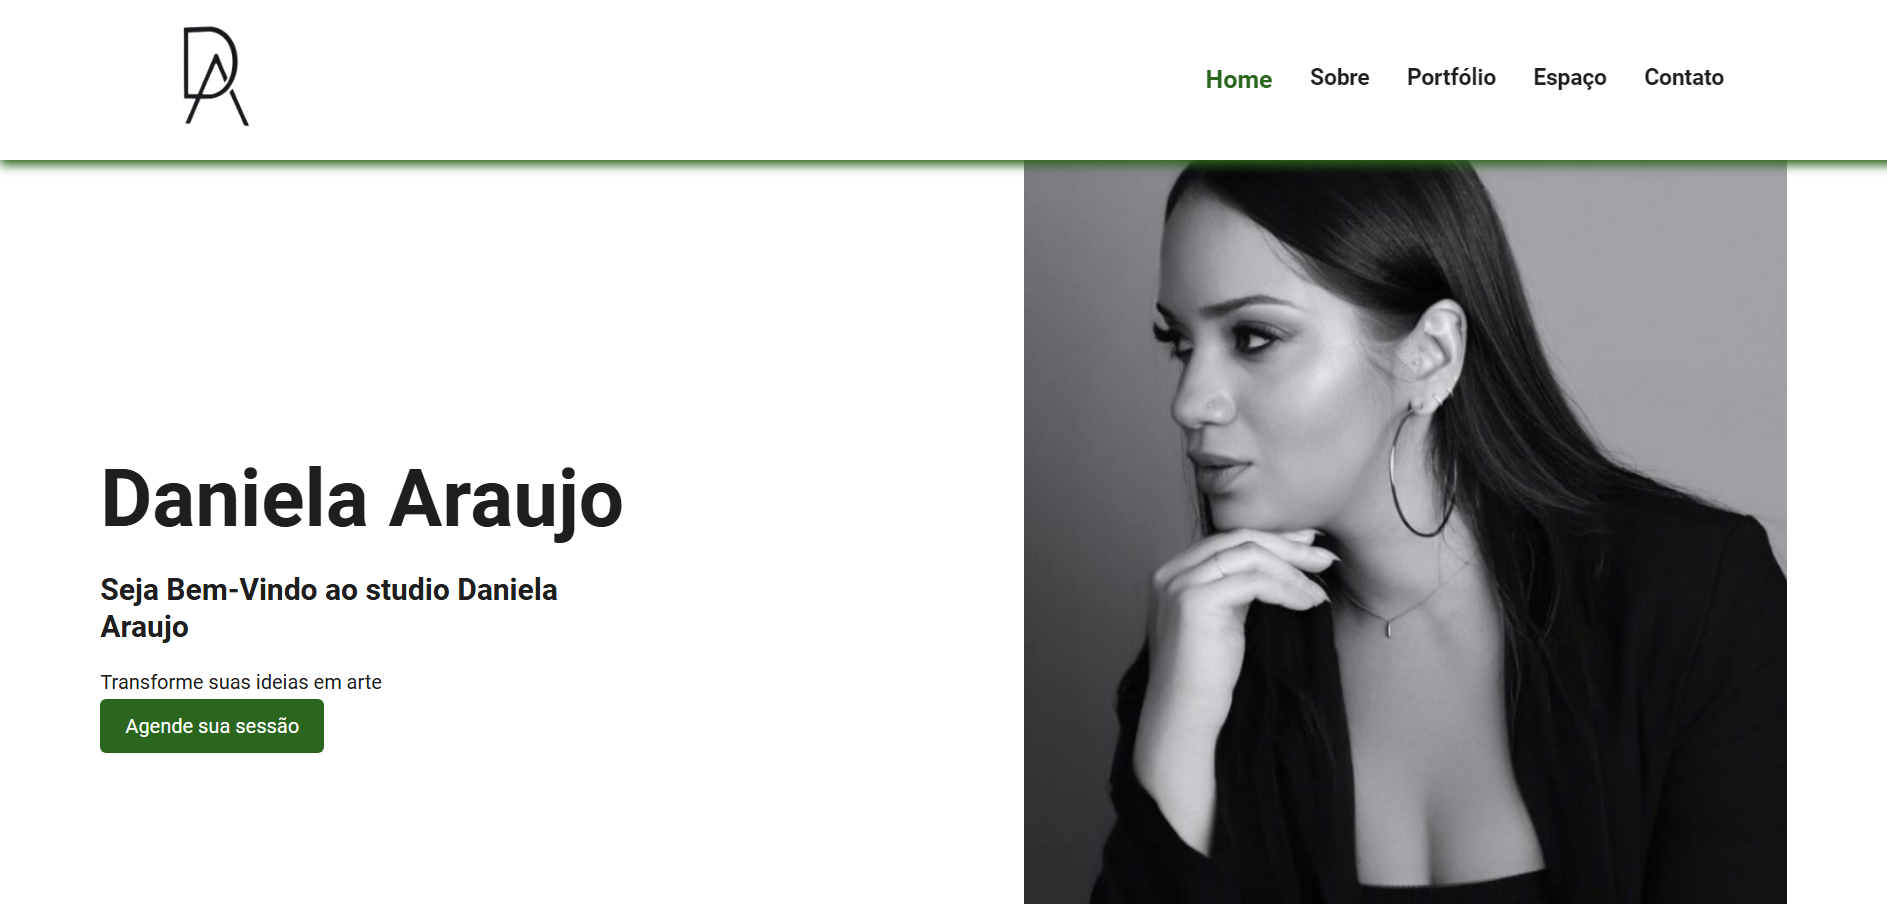 DA
Home Sobre Portfólio Espaço Contato
Daniela Araujo
Seja Bem-Vindo ao studio Daniela
Araujo
Transforme suas ideias em arte
Agende sua sessão